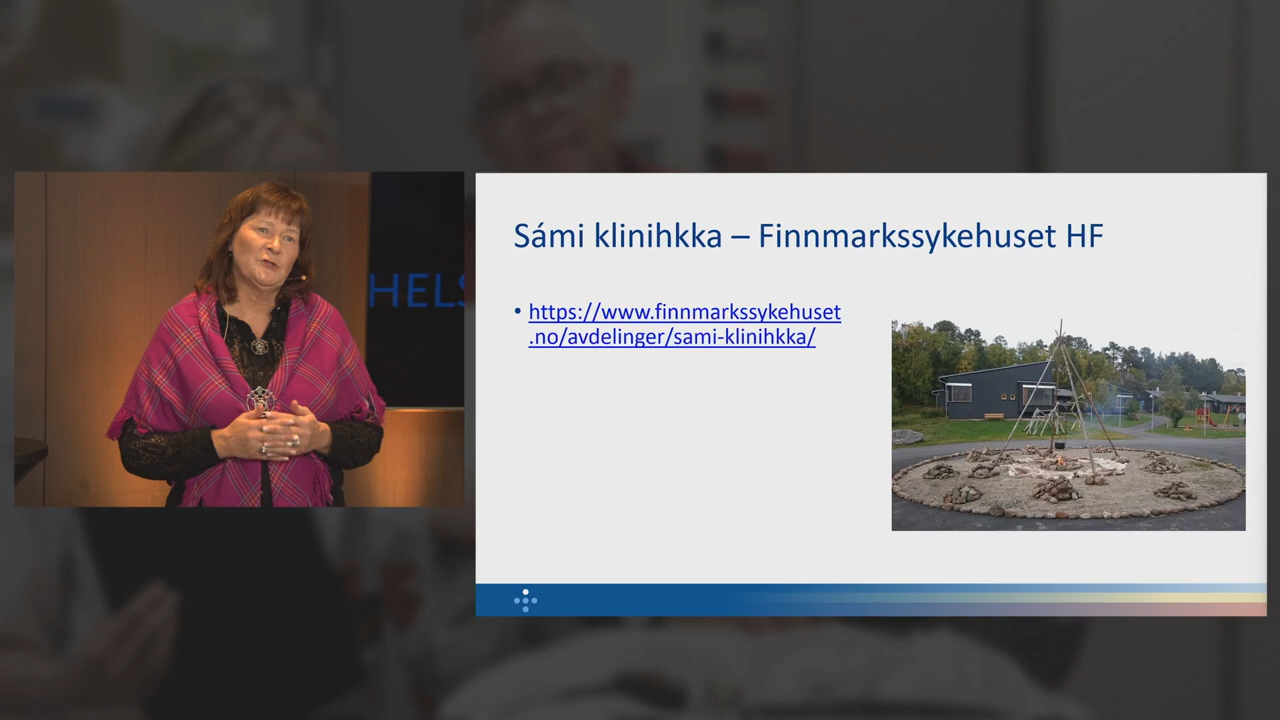 HELS
Sámi klinihkka – Finnmarkssykehuset HF
• https://www.finnmarkssykehuset
.no/avdelinger/sami-klinihkka/